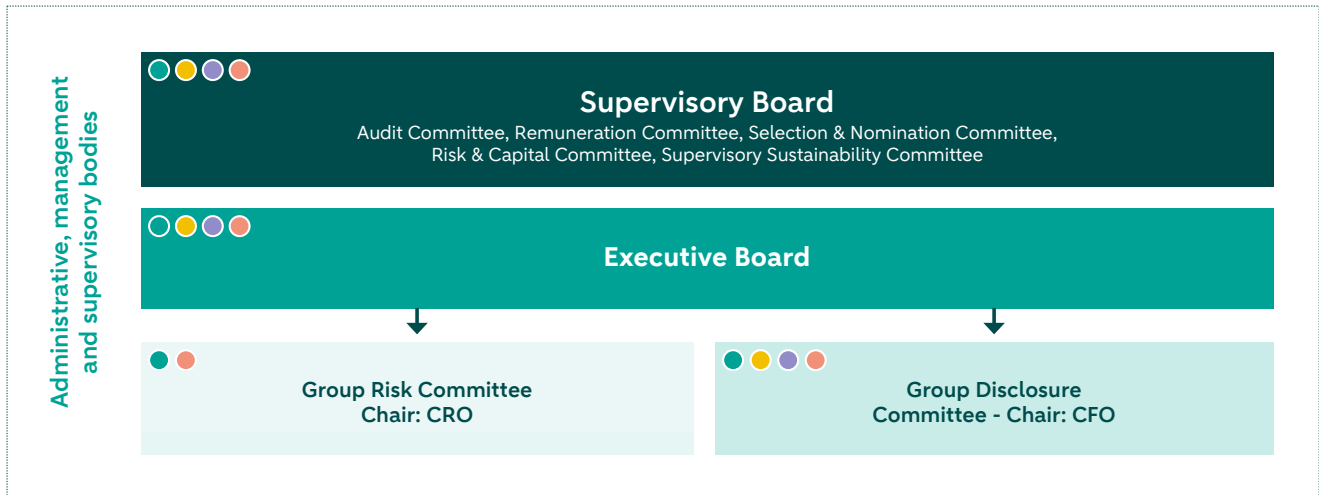 Administrative, management
and supervisory bodies
Supervisory Board
Audit Committee, Remuneration Committee, Selection & Nomination Committee,
Risk & Capital Committee, Supervisory Sustainability Committee
Executive Board
Group Risk Committee
Chair: CRO
Group Disclosure
Committee - Chair: CFO